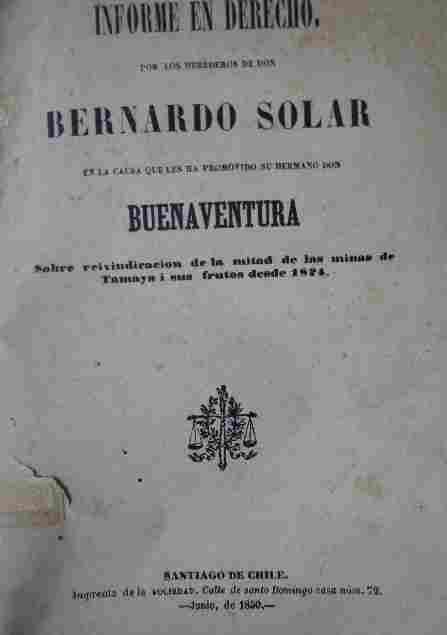 INFORME EN DERECHO,
POR LOS HEREDEROS DE DON
BERNARDO SOLAR
EN LA CAUSA QUE LES HA PROMOVIDO SU HERMANO DON
BUENAVENTURA
Sobre reivindicacion de la mitad de las minas de
Tamaya i sus frutos desde 1824.
SANTIAGO DE CHILE.
Imprenta de la SOCIEDAD, Calle de santo Domingo casa núm. 72.
—Junio, de 1850.—